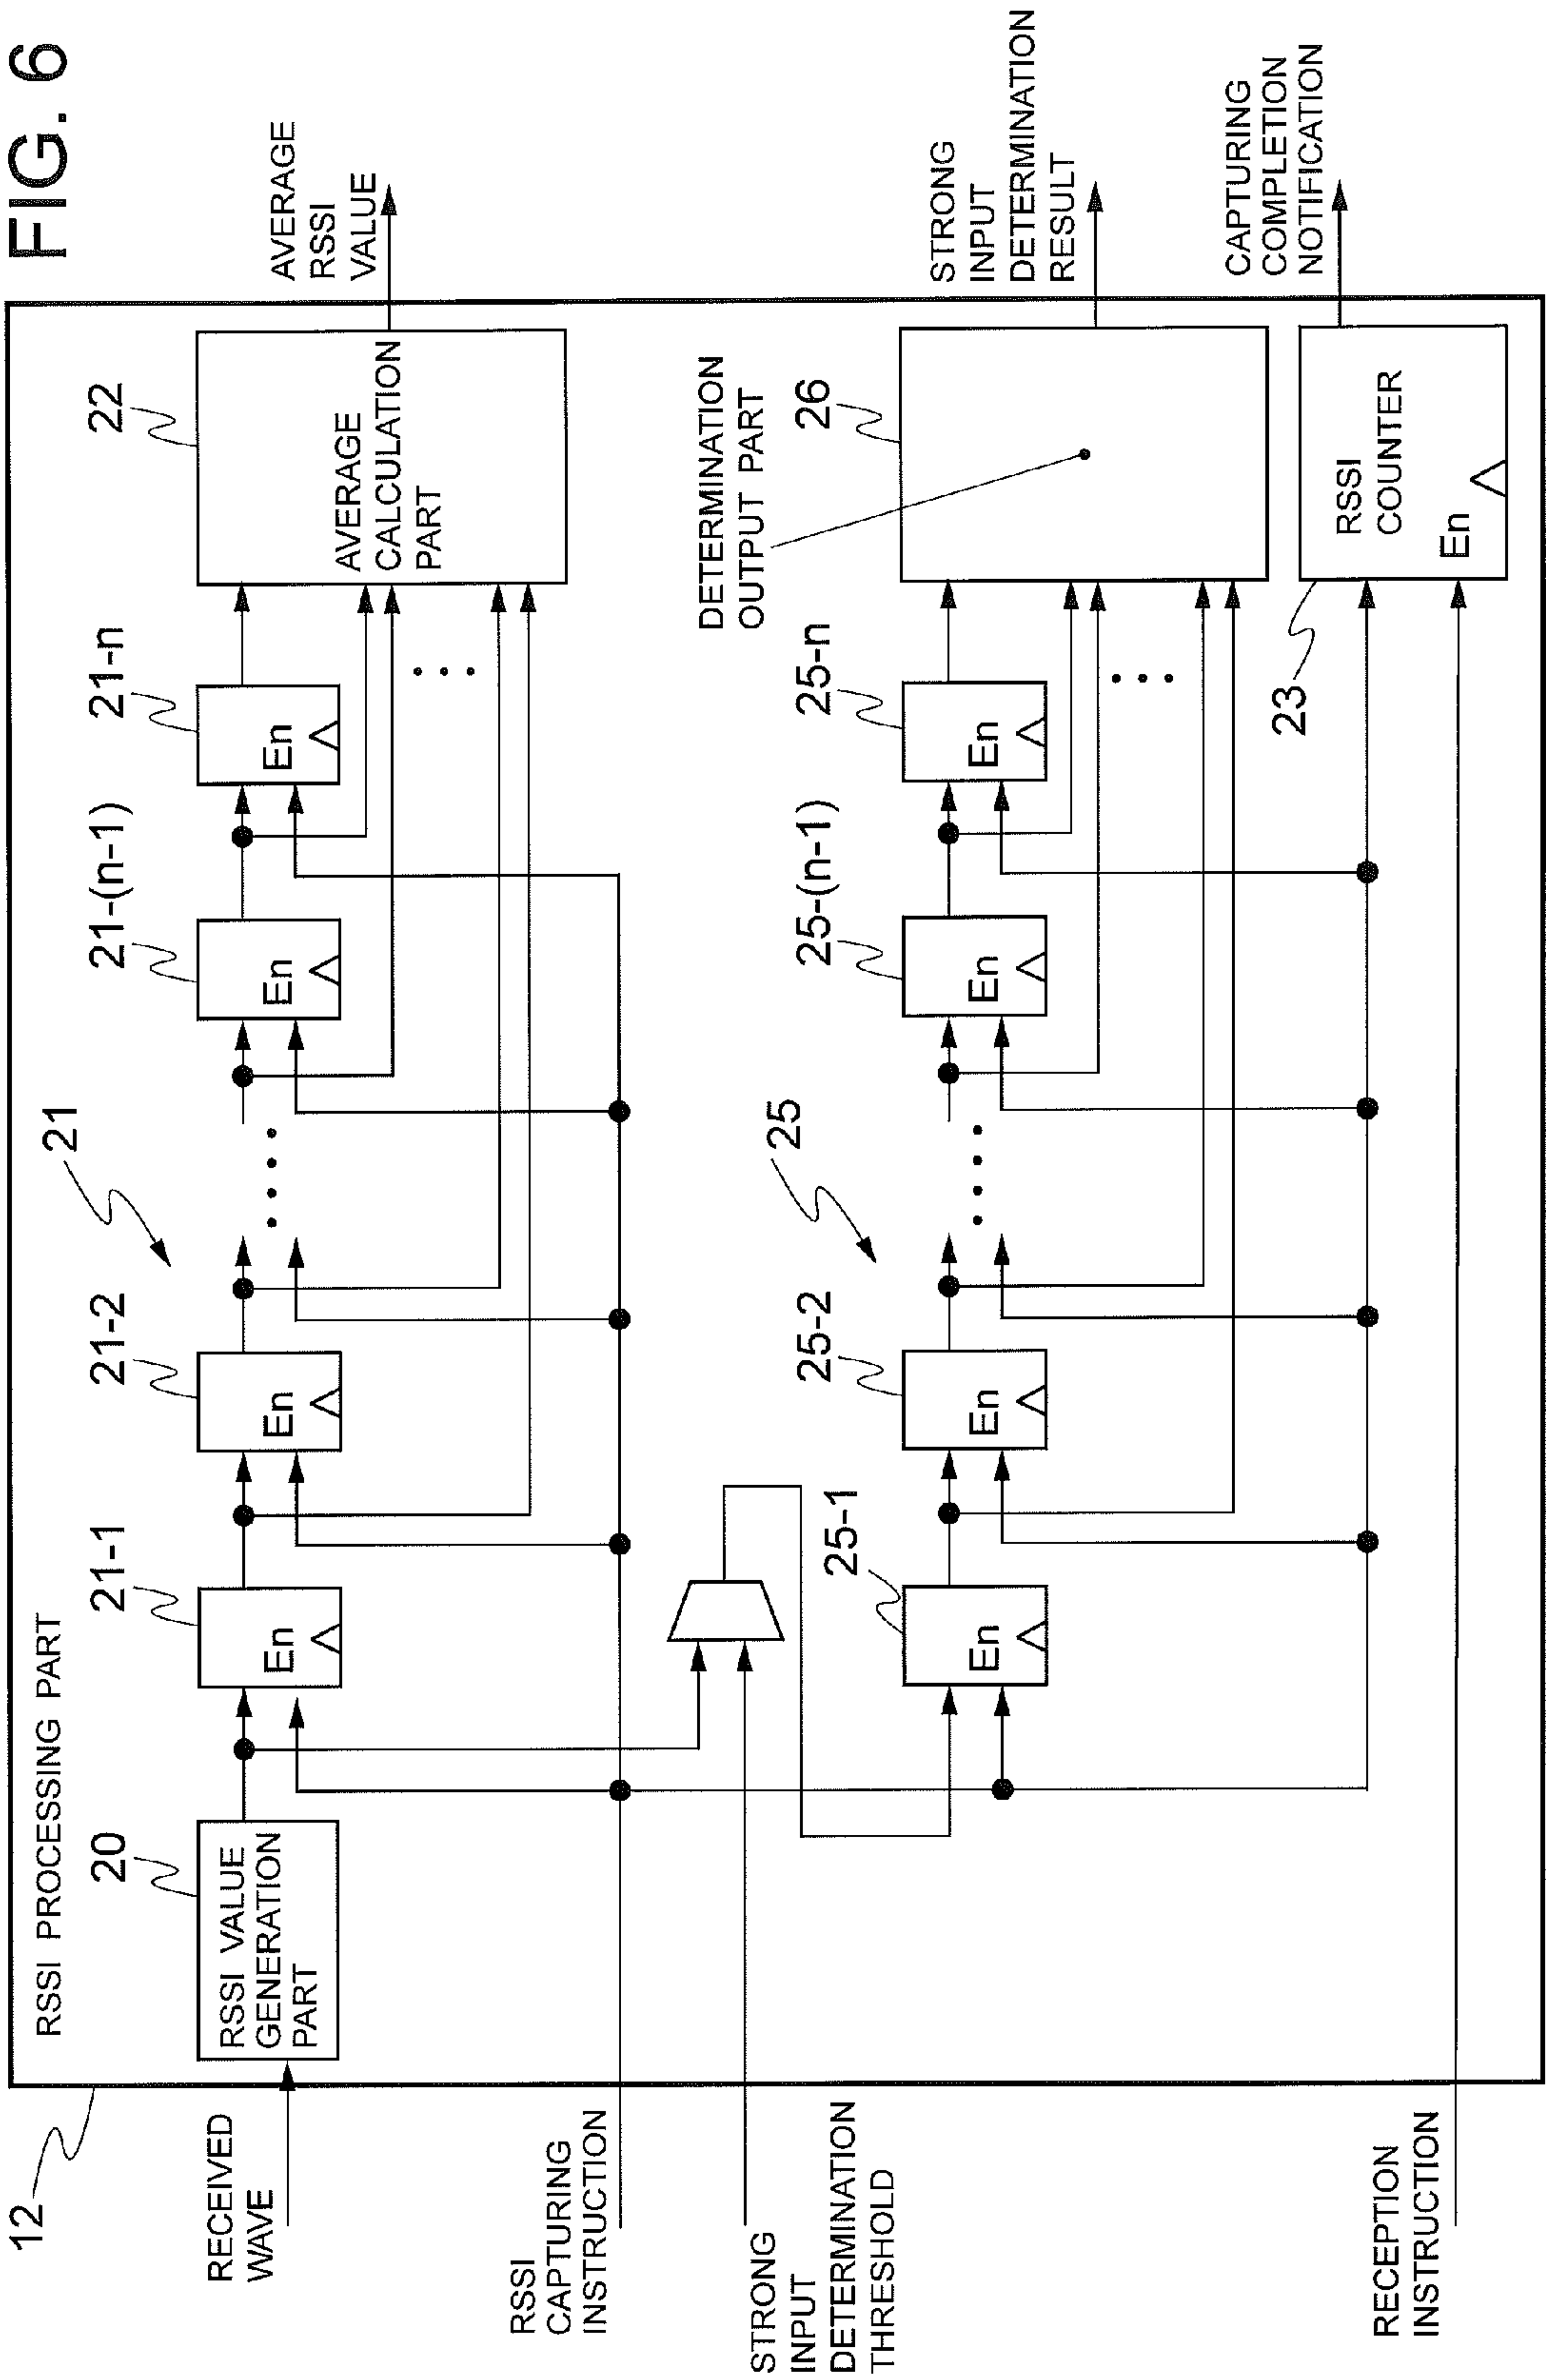 FIG. 6
12
RSSI PROCESSING PART
RECEIVED
WAVE
20
RSSI VALUE
GENERATION
PART
21-1
En
21-2
En
21
21-(n-1)
En
21-n
En
22
AVERAGE
CALCULATION
PART
AVERAGE
RSSI
VALUE
RSSI
CAPTURING
INSTRUCTION
STRONG
INPUT
DETERMINATION
THRESHOLD
25-1
En
25-2
En
25
25-(n-1)
En
25-n
En
DETERMINATION
OUTPUT PART
26
STRONG
INPUT
DETERMINATION
RESULT
23
RSSI
COUNTER
En
CAPTURING
COMPLETION
NOTIFICATION
RECEPTION
INSTRUCTION